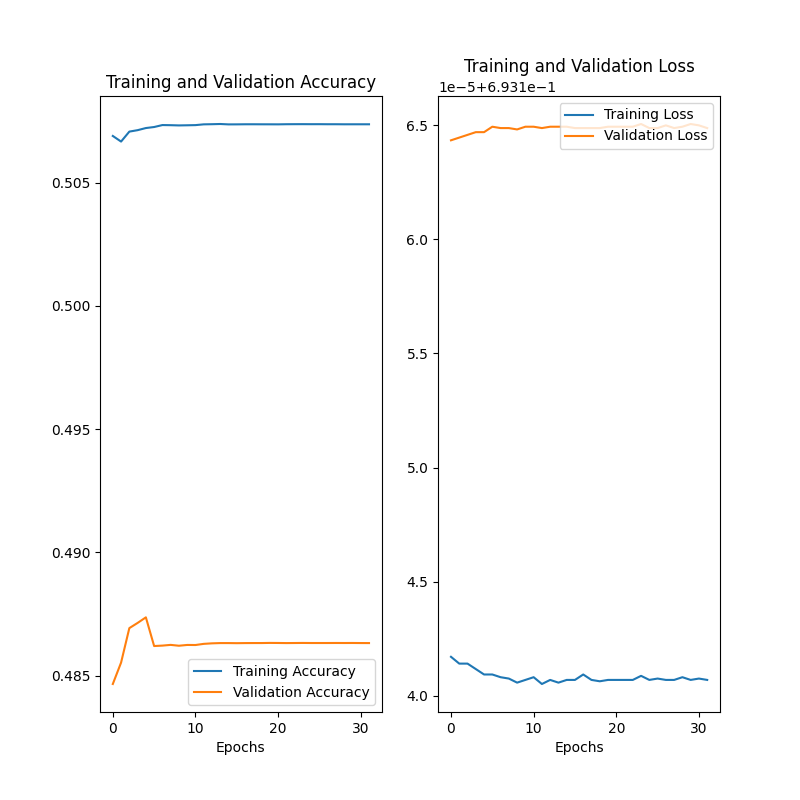 Training and Validation Accuracy
0.505
0.500
0.495
0.490
0.485
Training Accuracy
Validation Accuracy
0 10 20 30
Epochs
Training and Validation Loss
1e-5+6.931e-1
6.5
6.0
5.5
5.0
4.5
4.0
Training Loss
Validation Loss
0 10 20 30
Epochs